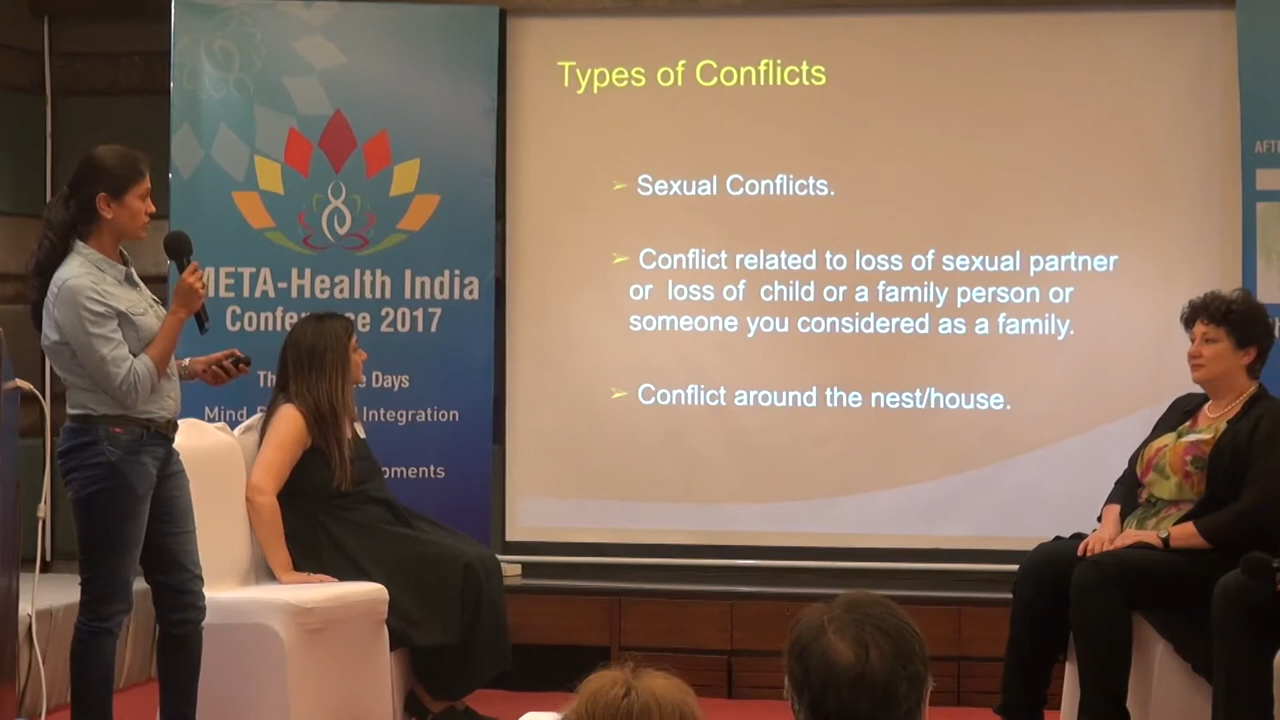 META-Health India
Conference 2017
Days
Mind
Integration
Types of Conflicts
➢ Sexual Conflicts.
➢ Conflict related to loss of sexual partner
or loss of child or a family person or
someone you considered as a family.
➢ Conflict around the nest/house.